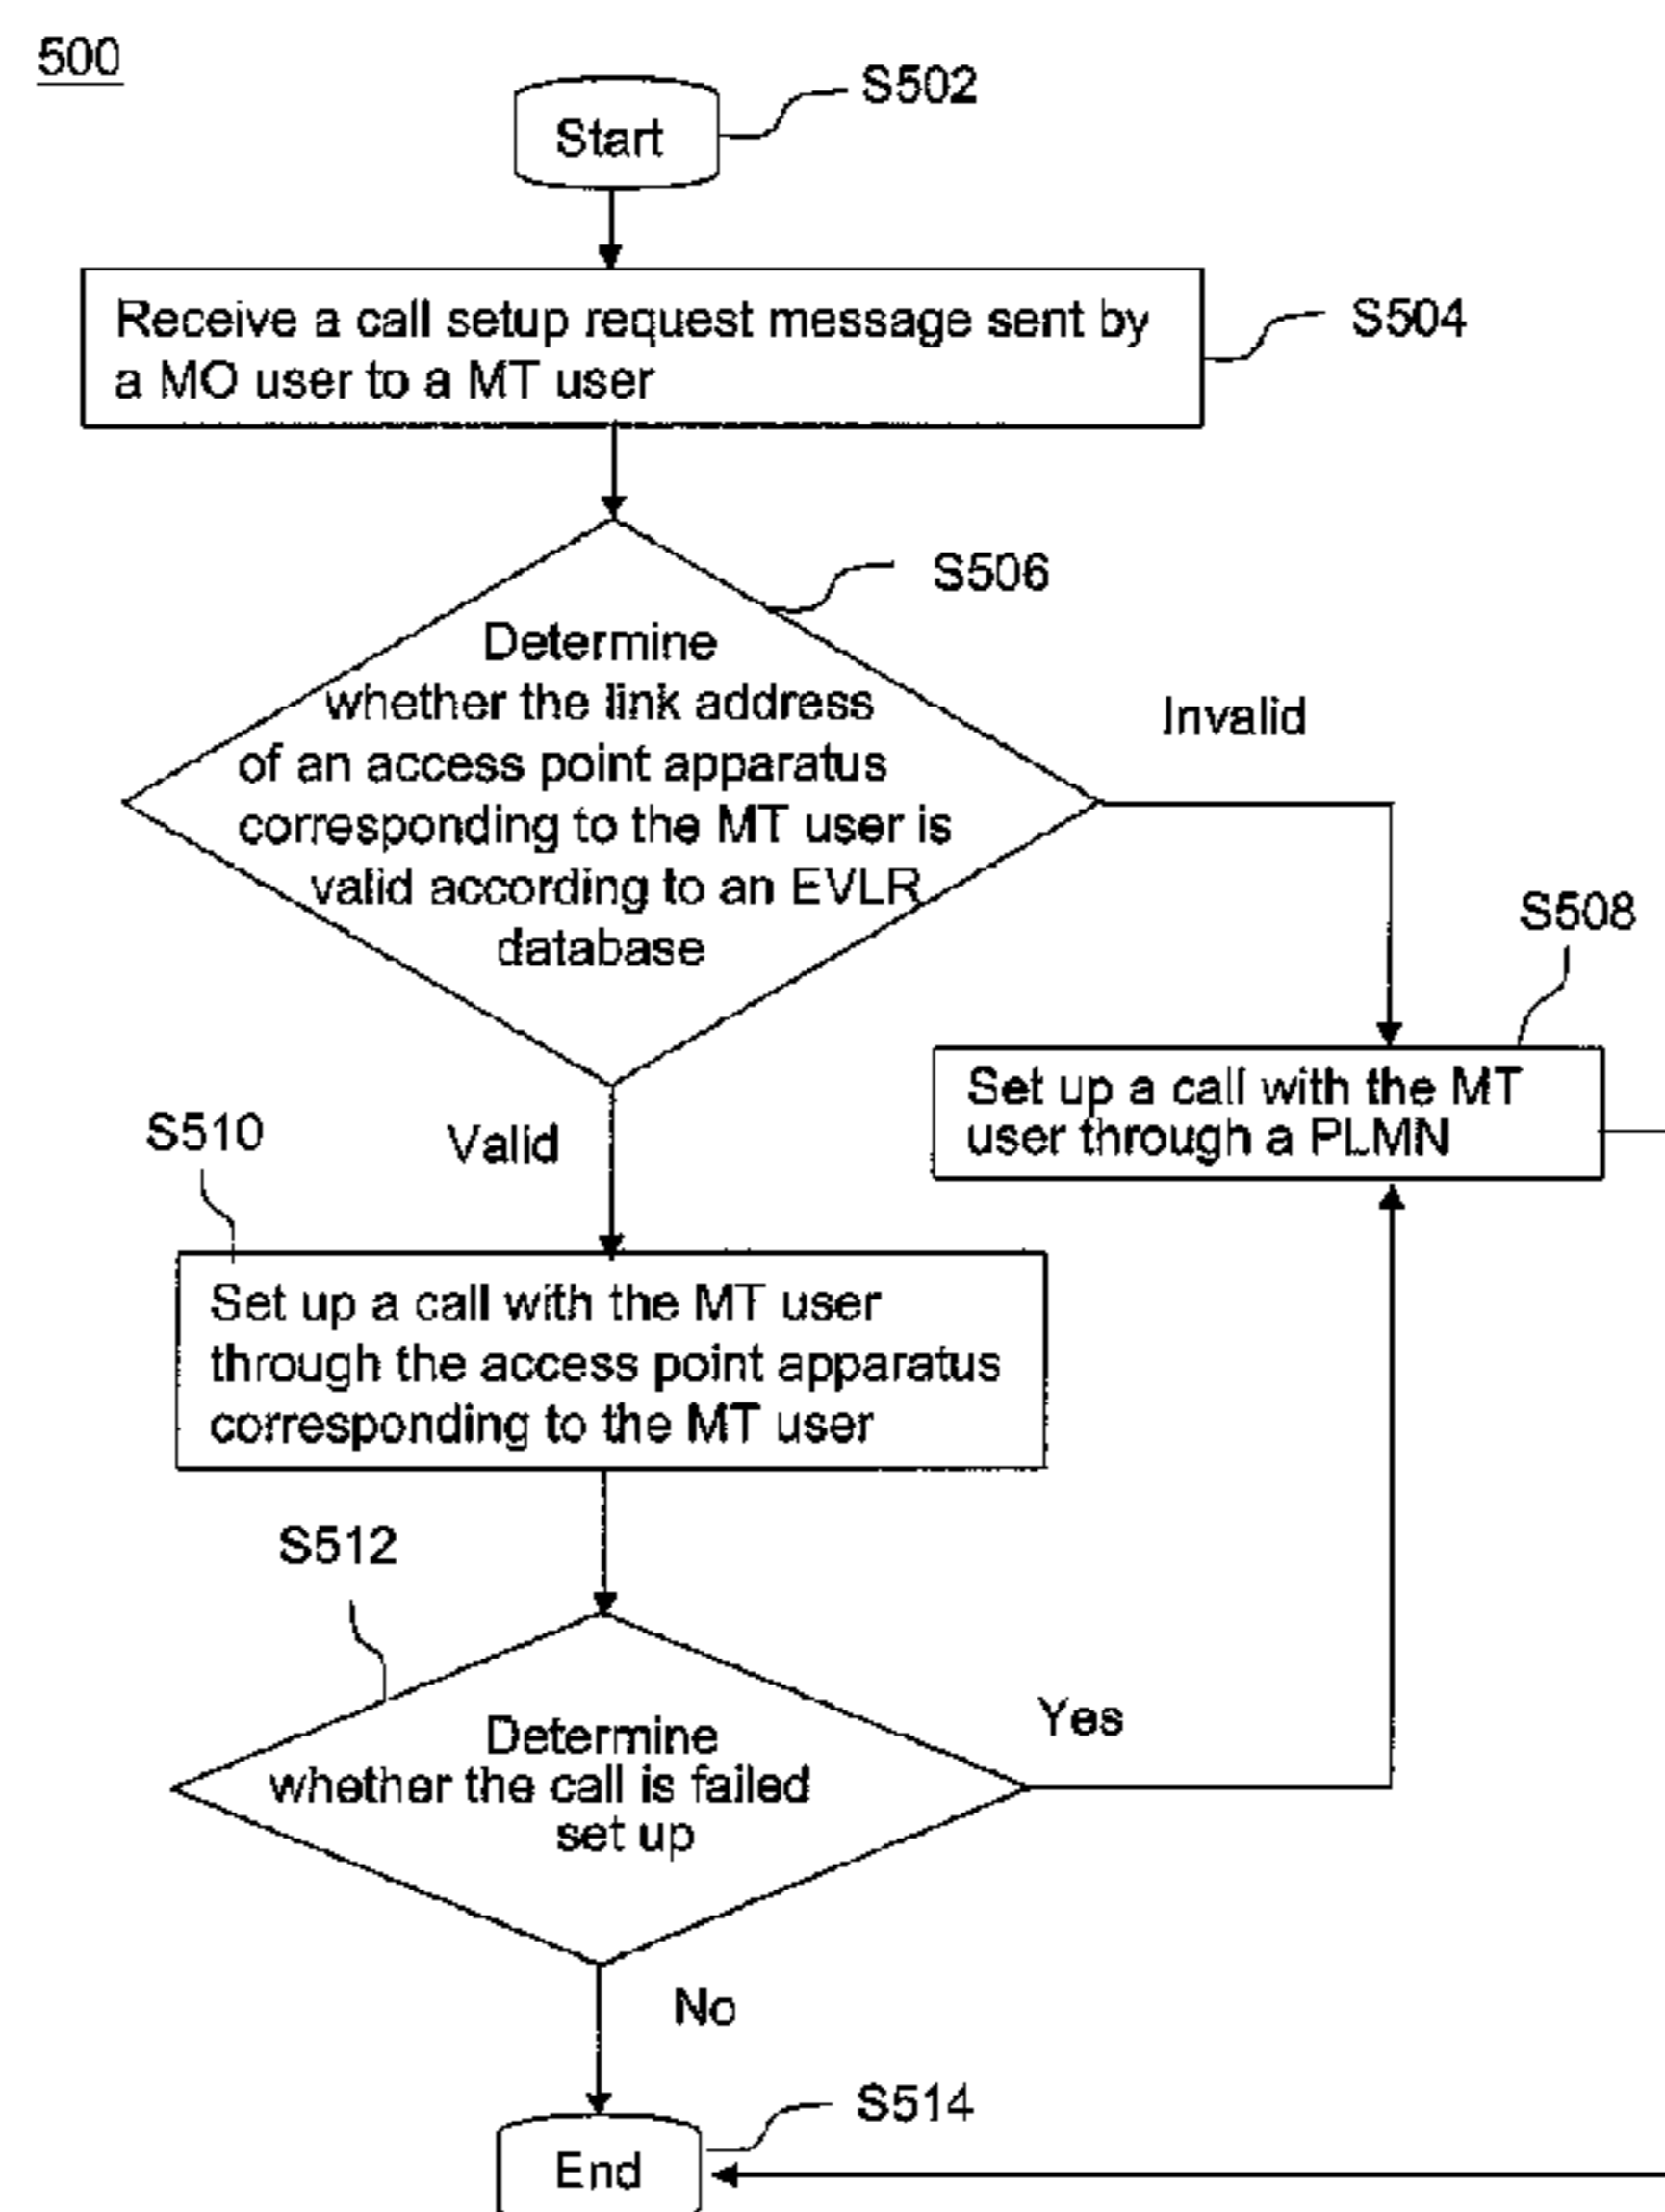 500
S502
Start
Receive a call setup request message sent by
a MO user to a MT user
S504
S506
Determine
whether the link address
of an access point apparatus
corresponding to the MT user is
valid according to an EVLR
database
Invalid
S508
Set up a call with the MT
user through a PLMN
Valid
S510
Set up a call with the MT user
through the access point apparatus
corresponding to the MT user
S512
Determine
whether the call is failed
set up
Yes
No
S514
End